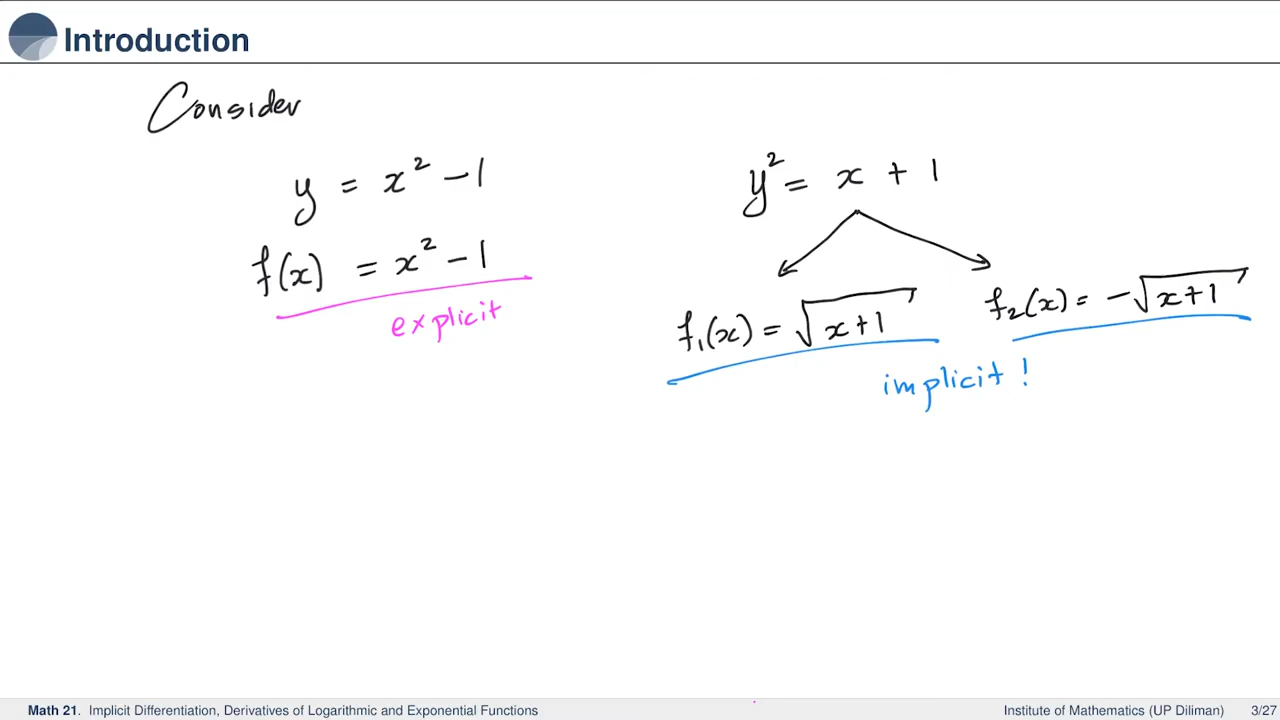 Introduction
Consider
y = x² - 1
f(x) = x² - 1
explicit
y² = x + 1
f₁(x) = √(x+1)
f₂(x) = -√(x+1)
implicit !
Math 21. Implicit Differentiation, Derivatives of Logarithmic and Exponential Functions
Institute of Mathematics (UP Diliman) 3/27